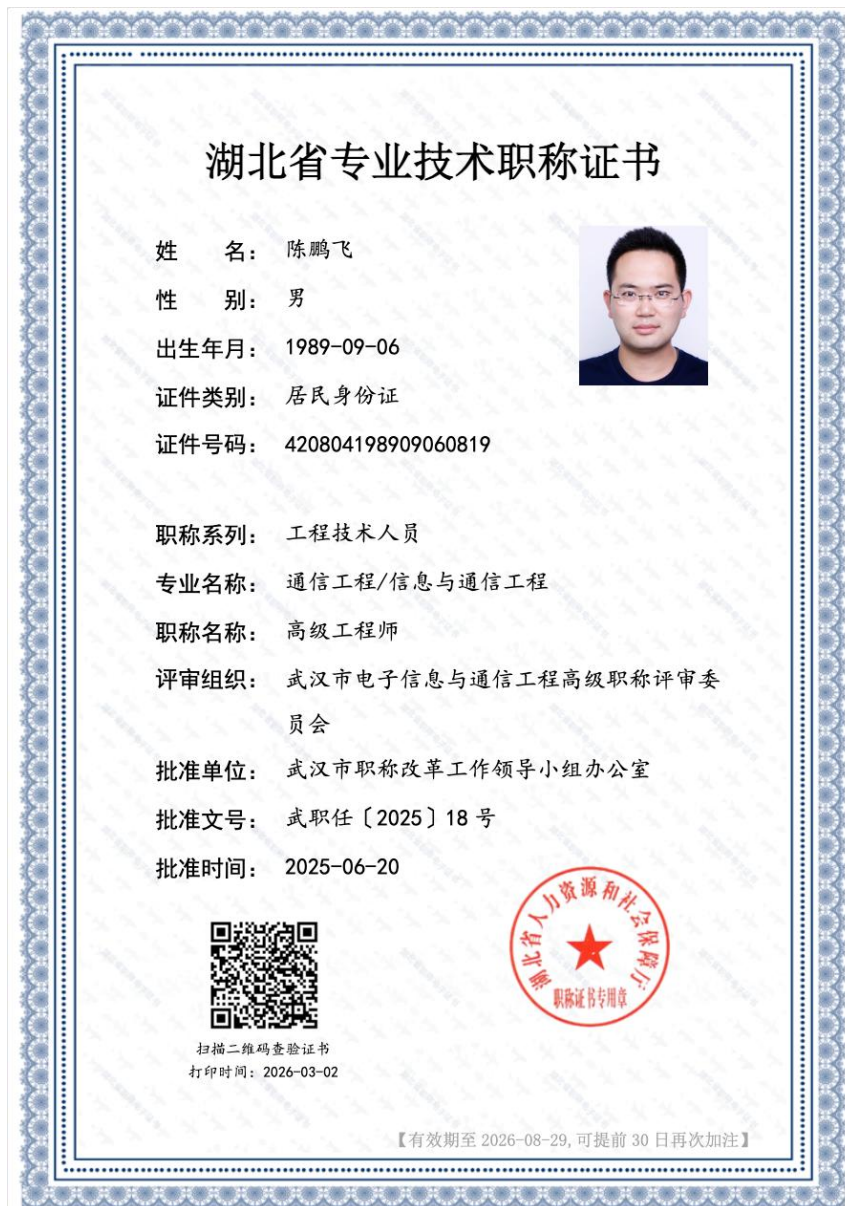 湖北省专业技术职称证书
姓 名： 陈鹏飞
性 别： 男
出生年月： 1989-09-06
证件类别： 居民身份证
证件号码： 420804198909060819
职称系列： 工程技术人员
专业名称： 通信工程/信息与通信工程
职称名称： 高级工程师
评审组织： 武汉市电子信息与通信工程高级职称评审委
员会
批准单位： 武汉市职称改革工作领导小组办公室
批准文号： 武职任〔2025〕18 号
批准时间： 2025-06-20
湖北省人力资源和社会保障厅
职称证书专用章
扫描二维码查验证书
打印时间：2026-03-02
【有效期至 2026-08-29,可提前 30 日再次加注】